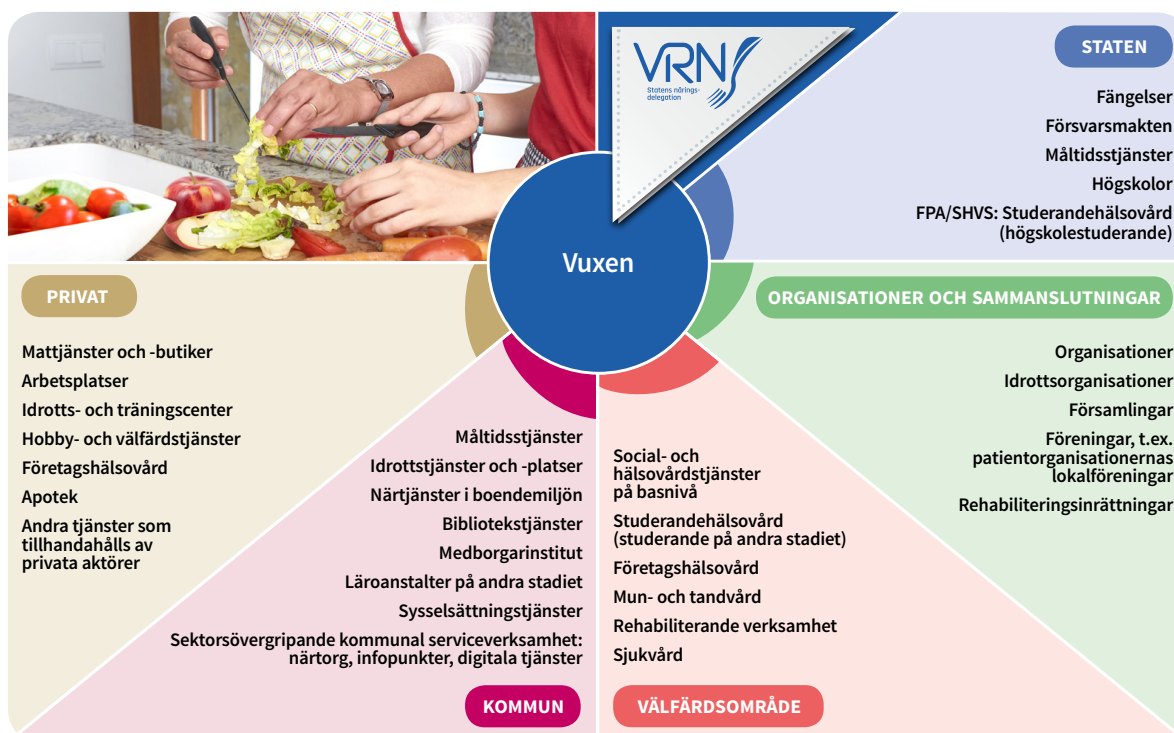 VRN
Statens närings-
delegation
STATEN
Fängelser
Försvarsmakten
Måltidsstjänster
Högskolor
FPA/SHVS: Studerandehälsovård
(högskolestuderande)
Vuxen
PRIVAT
Mattjänster och -butiker
Arbetsplatser
Idrotts- och träningscenter
Hobby- och välfärdstjänster
Företagshälsovård
Apotek
Andra tjänster som
tillhandahålls av
privata aktörer
ORGANISATIONER OCH SAMMANSLUTNINGAR
Organisationer
Idrottsorganisationer
Församlingar
Föreningar, t.ex.
patientorganisationernas
lokalföreningar
Rehabiliteringsinrättningar
Måltidsstjänster
Idrottstjänster och -platser
Närtjänster i boendemiljön
Bibliotekstjänster
Medborgarinstitut
Läroanstalter på andra stadiet
Sysselsättningstjänster
Sektorsövergripande kommunal serviceverksamhet:
närtorg, infopunkter, digitala tjänster
KOMMUN
Social- och
hälsovårdstjänster
på basnivå
Studerandehälsovård
(studerande på andra stadiet)
Företagshälsovård
Mun- och tandvård
Rehabiliterande verksamhet
Sjukvård
VÄLFÄRDSOMRÅDE